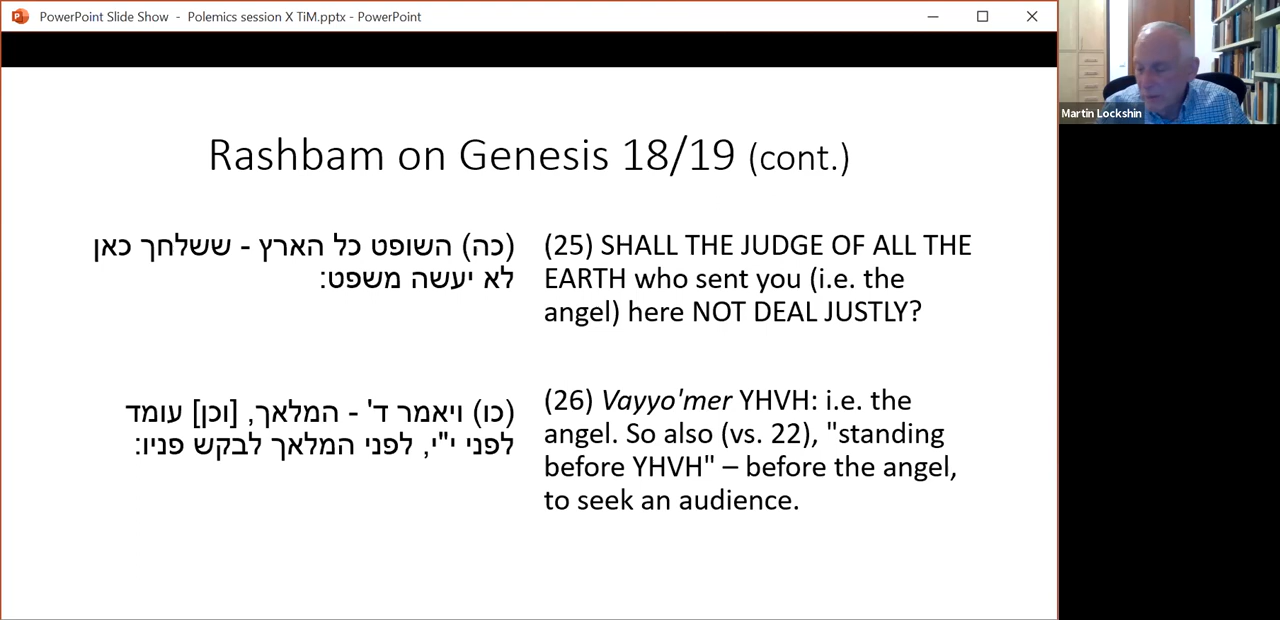 PowerPoint Slide Show - Polemics session X TiM.pptx - PowerPoint
Martin Lockshin
Rashbam on Genesis 18/19 (cont.)
(כה) השופט כל הארץ - ששלחך כאן
לא יעשה משפט:
(25) SHALL THE JUDGE OF ALL THE
EARTH who sent you (i.e. the
angel) here NOT DEAL JUSTLY?
(כו) ויאמר ד' - המלאך, [וכן] עומד
לפני י"י, לפני המלאך לבקש פניו:
(26) Vayyo'mer YHVH: i.e. the
angel. So also (vs. 22), "standing
before YHVH" – before the angel,
to seek an audience.